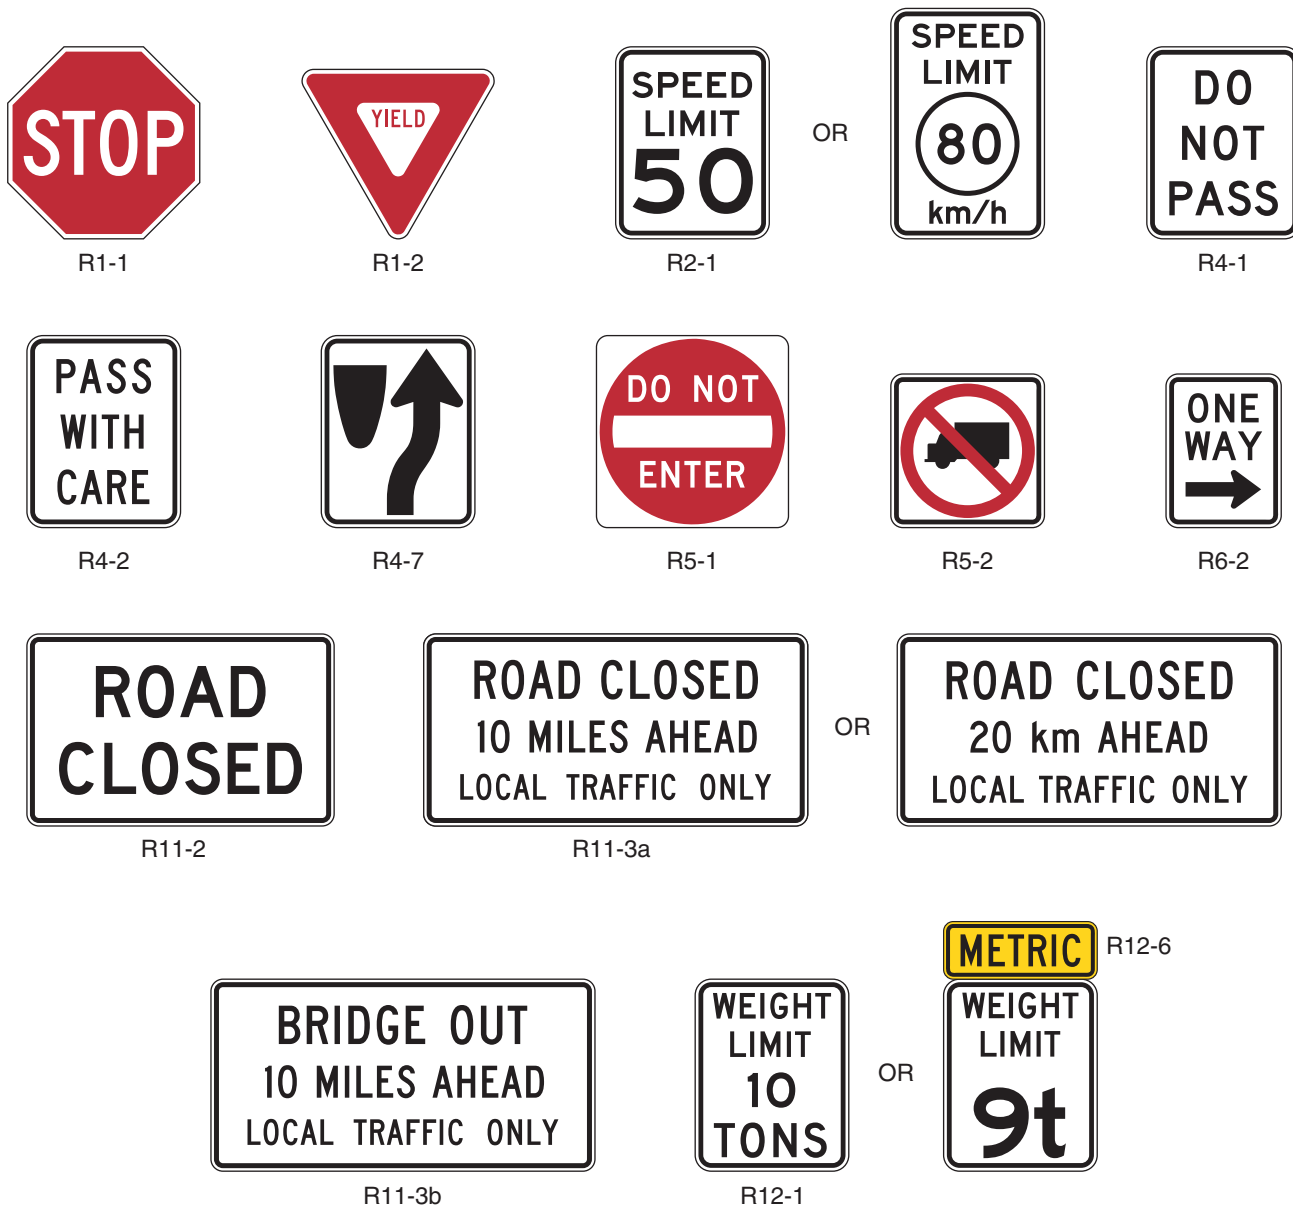 STOP
R1-1
YIELD
R1-2
SPEED
LIMIT
50
R2-1
OR
SPEED
LIMIT
80
km/h
DO
NOT
PASS
R4-1
PASS
WITH
CARE
R4-2
R4-7
DO NOT
ENTER
R5-1
R5-2
ONE
WAY
R6-2
ROAD
CLOSED
R11-2
ROAD CLOSED
10 MILES AHEAD
LOCAL TRAFFIC ONLY
R11-3a
OR
ROAD CLOSED
20 km AHEAD
LOCAL TRAFFIC ONLY
BRIDGE OUT
10 MILES AHEAD
LOCAL TRAFFIC ONLY
R11-3b
WEIGHT
LIMIT
10
TONS
R12-1
OR
METRIC
R12-6
WEIGHT
LIMIT
9t